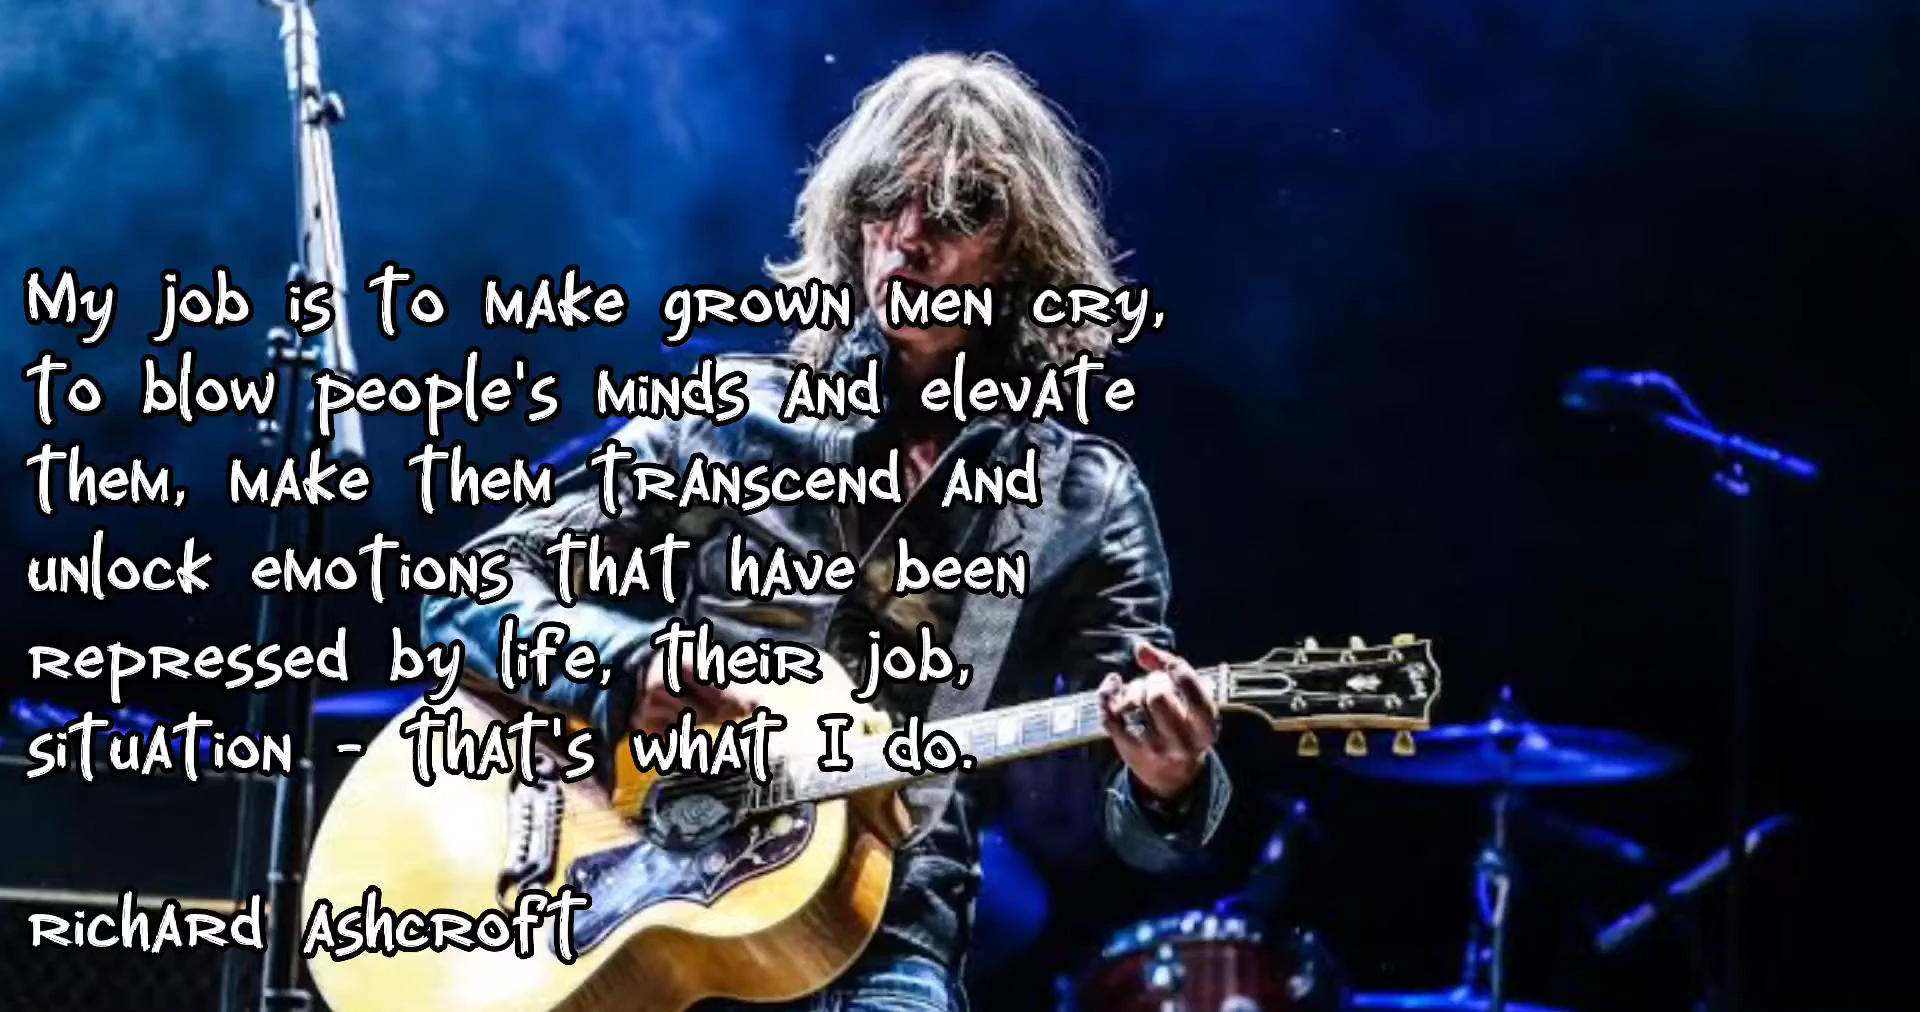 My job is to make grown men cry,
to blow people's minds and elevate
them, make them transcend and
unlock emotions that have been
repressed by life, their job,
situation - that's what I do.
Richard Ashcroft